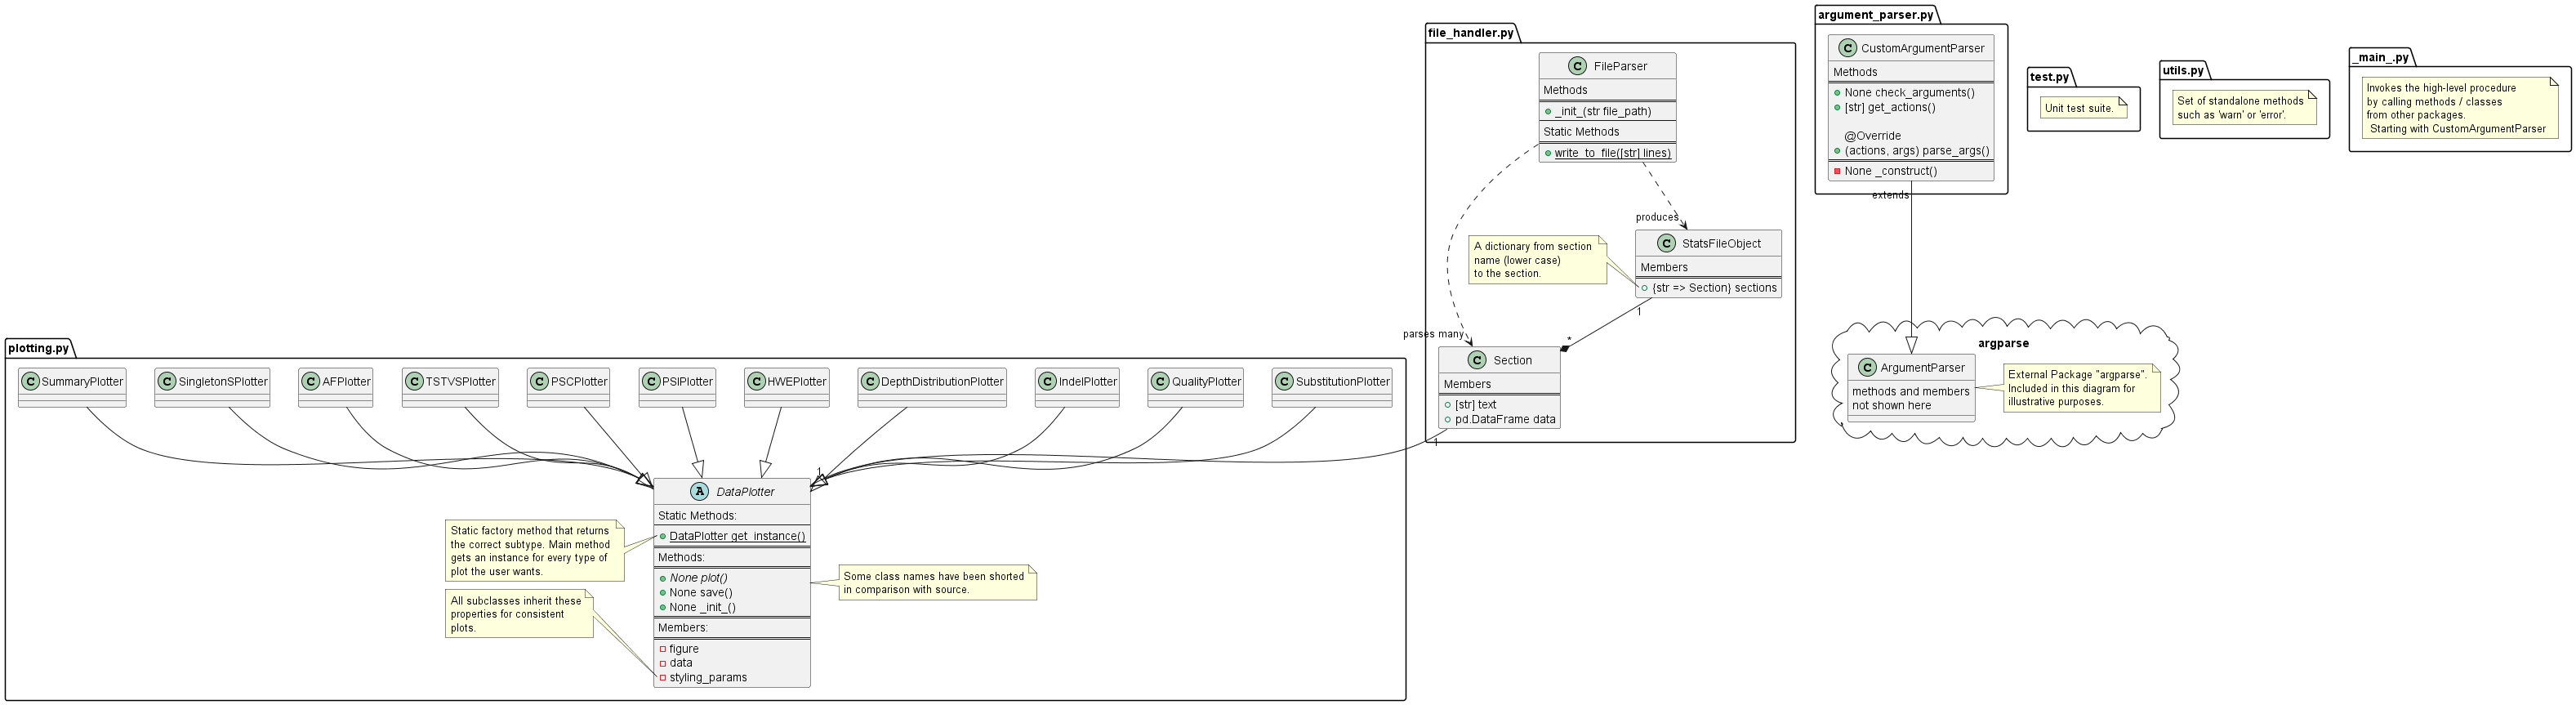 file_handler.py
FileParser
Methods
_init_(str file_path)
Static Methods
write_to_file([str] lines)
produces
A dictionary from section
name (lower case)
to the section.
StatsFileObject
Members
{str => Section} sections
1
*
parses many
Section
Members
[str] text
pd.DataFrame data
1
argument_parser.py
CustomArgumentParser
Methods
None check_arguments()
[str] get_actions()
@Override
(actions, args) parse_args()
None _construct()
extends
argparse
ArgumentParser
methods and members
not shown here
External Package "argparse".
Included in this diagram for
illustrative purposes.
test.py
Unit test suite.
utils.py
Set of standalone methods
such as 'warn' or 'error'.
_main_.py
Invokes the high-level procedure
by calling methods / classes
from other packages.
Starting with CustomArgumentParser
plotting.py
SummaryPlotter
SingletonSPlotter
AFPlotter
TSTVSPlotter
PSCPlotter
PSIPlotter
HWEPlotter
DepthDistributionPlotter
IndelPlotter
QualityPlotter
SubstitutionPlotter
1
DataPlotter
Static Methods:
DataPlotter get_instance()
Methods:
None plot()
None save()
None _init_()
Members:
figure
data
styling_params
Static factory method that returns
the correct subtype. Main method
gets an instance for every type of
plot the user wants.
All subclasses inherit these
properties for consistent
plots.
Some class names have been shorted
in comparison with source.